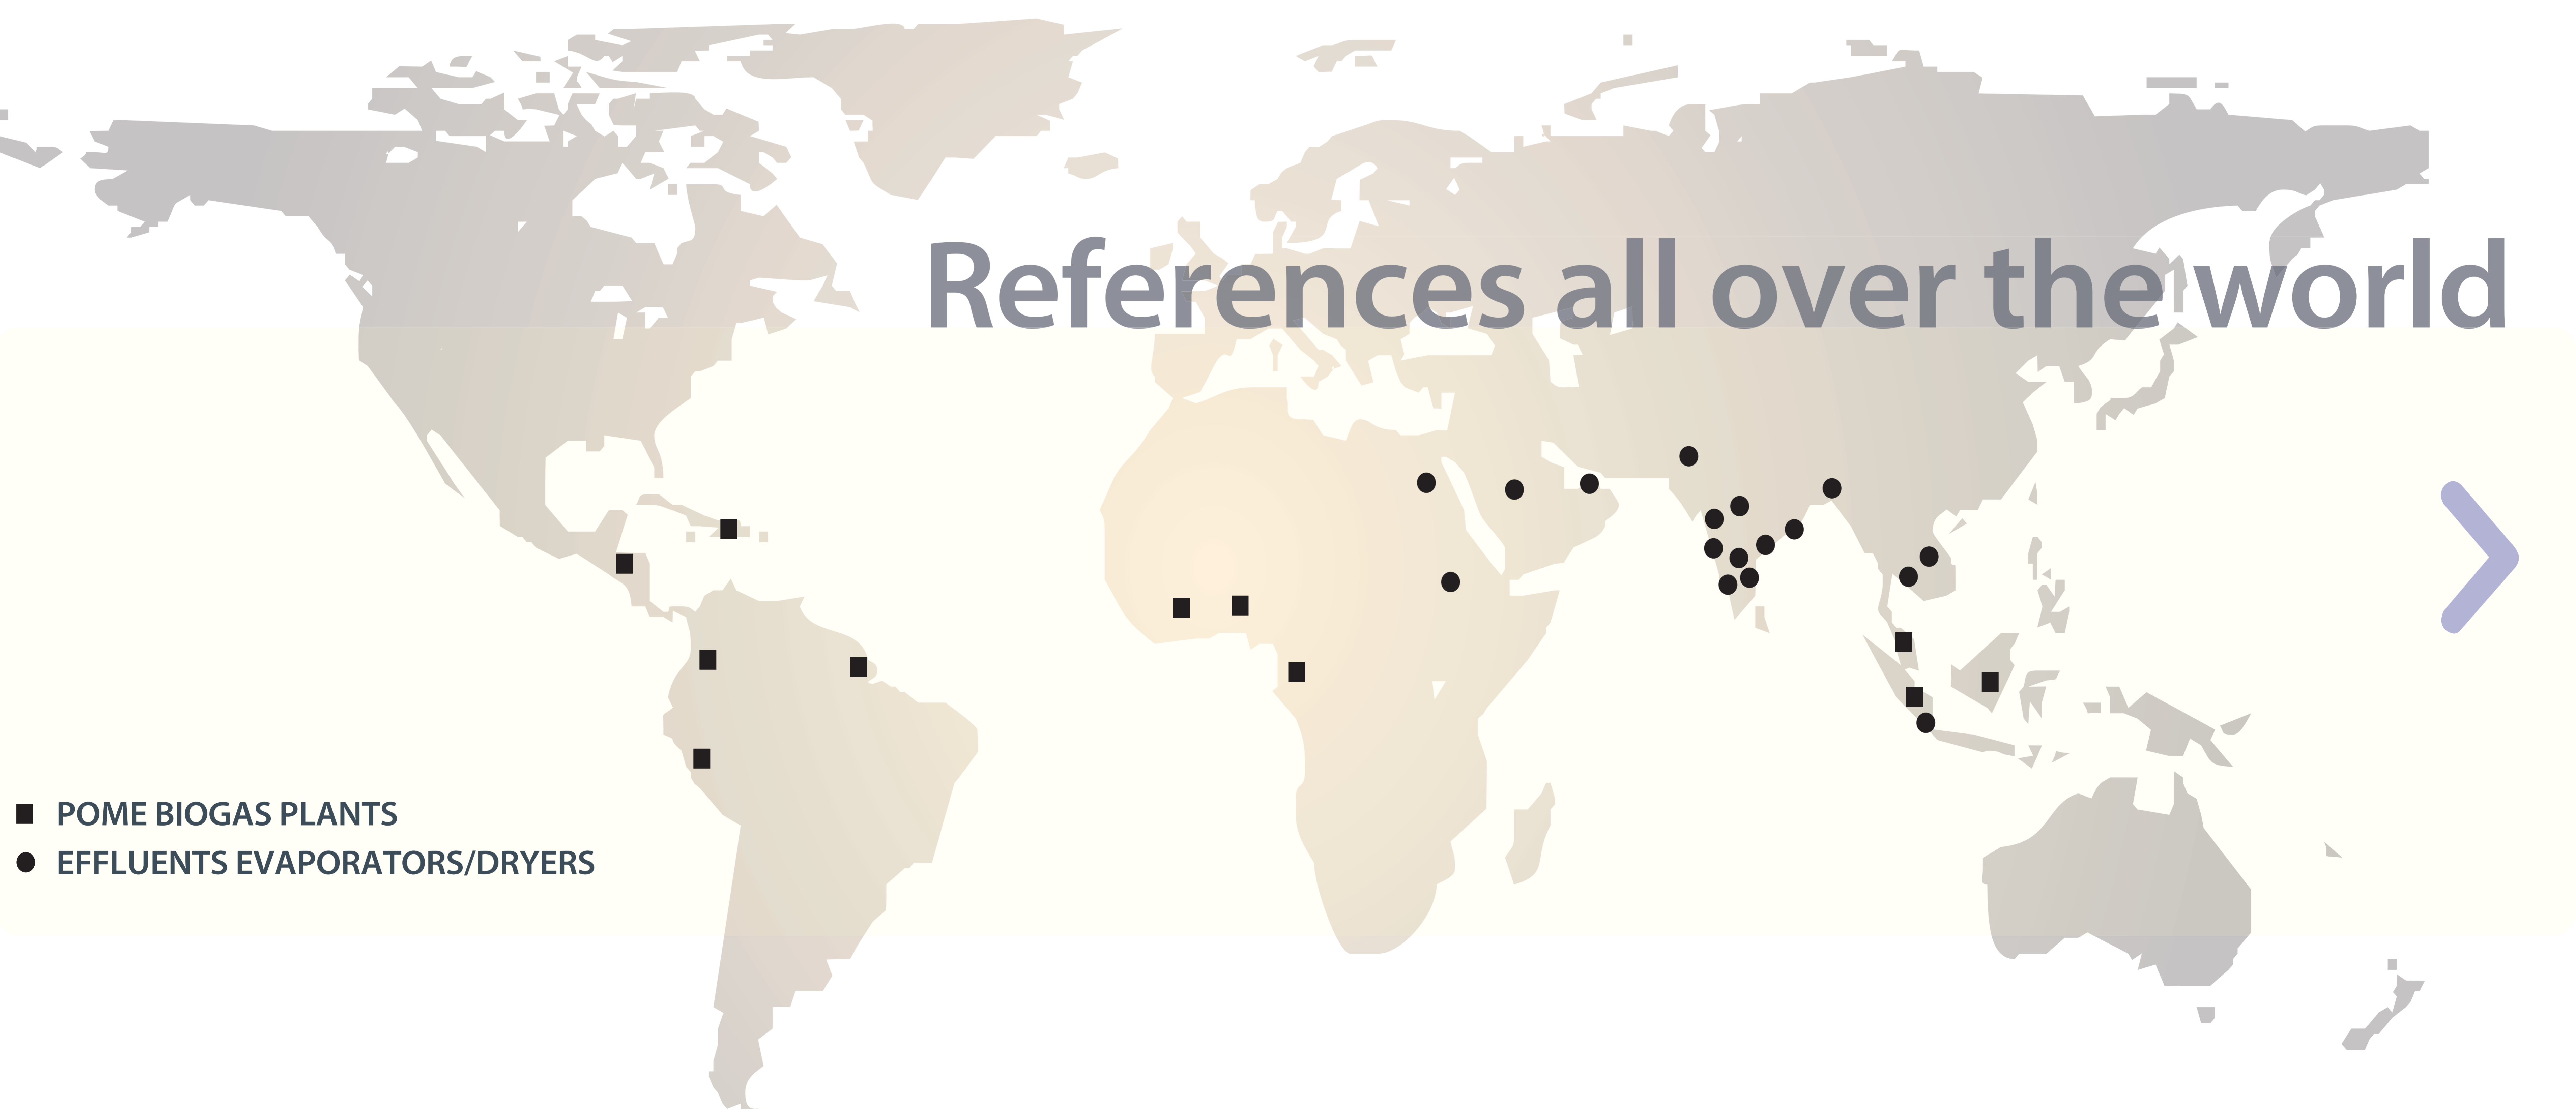 References all over the world
POME BIOGAS PLANTS
EFFLUENTS EVAPORATORS/DRYERS